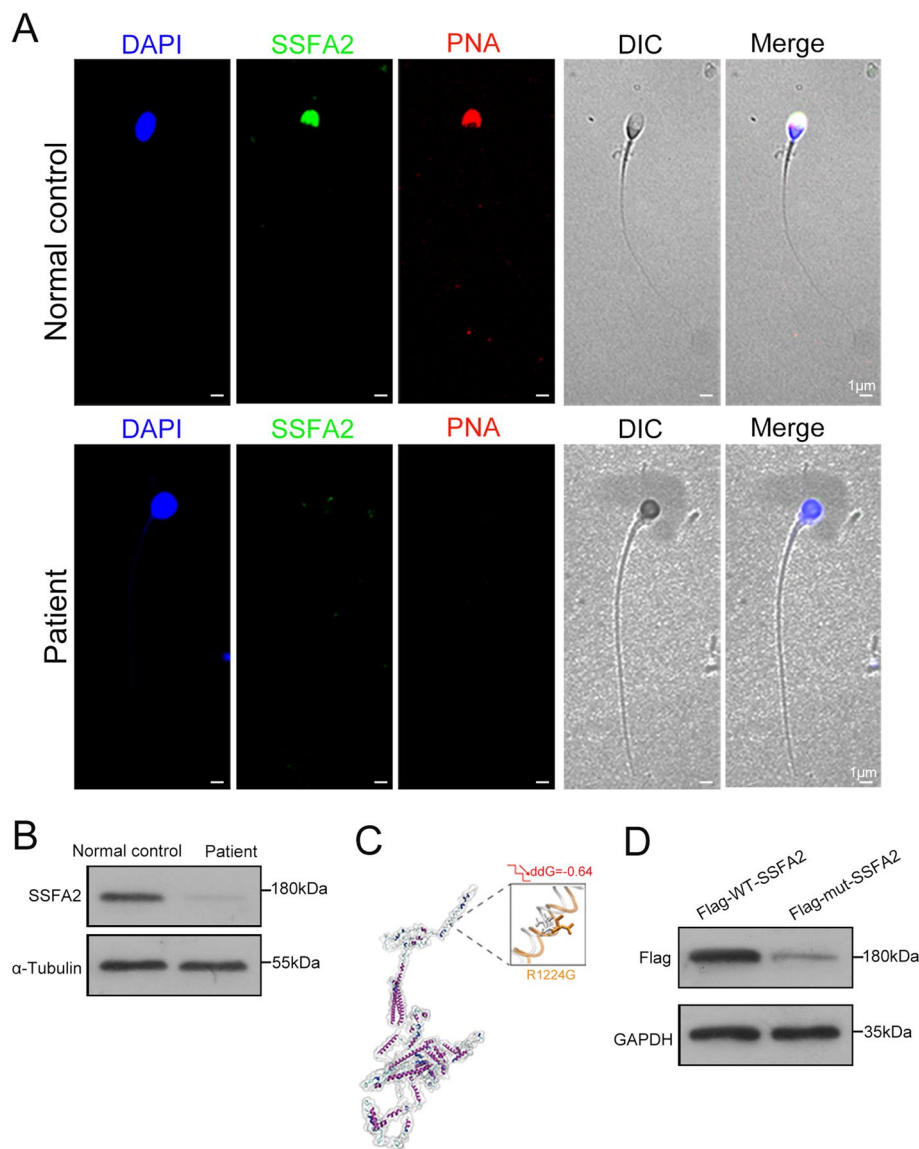 A
DAPI SSFA2 PNA DIC Merge
Normal control
1μm
DAPI SSFA2 PNA DIC Merge
Patient
1μm
B
Normal control Patient
SSFA2 180kDa
α-Tubulin 55kDa
C
ddG=-0.64
R1224G
D
Flag-WT-SSFA2 Flag-mut-SSFA2
Flag 180kDa
GAPDH 35kDa